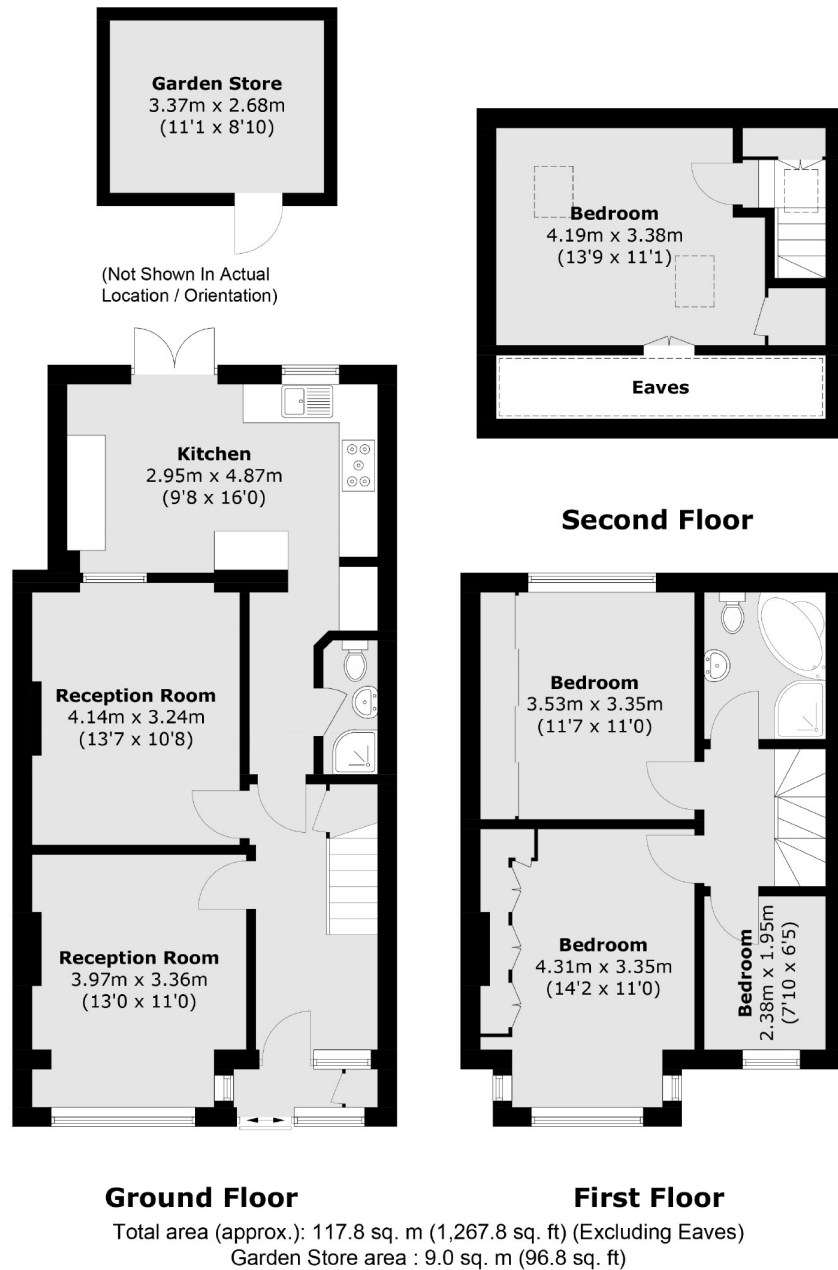 Garden Store
3.37m x 2.68m
(11'1 x 8'10)
(Not Shown In Actual
Location / Orientation)
Bedroom
4.19m x 3.38m
(13'9 x 11'1)
Eaves
Second Floor
Kitchen
2.95m x 4.87m
(9'8 x 16'0)
Reception Room
4.14m x 3.24m
(13'7 x 10'8)
Reception Room
3.97m x 3.36m
(13'0 x 11'0)
Bedroom
3.53m x 3.35m
(11'7 x 11'0)
Bedroom
4.31m x 3.35m
(14'2 x 11'0)
Bedroom
2.38m x 1.95m
(7'10 x 6'5)
Ground Floor
First Floor
Total area (approx.): 117.8 sq. m (1,267.8 sq. ft) (Excluding Eaves)
Garden Store area : 9.0 sq. m (96.8 sq. ft)